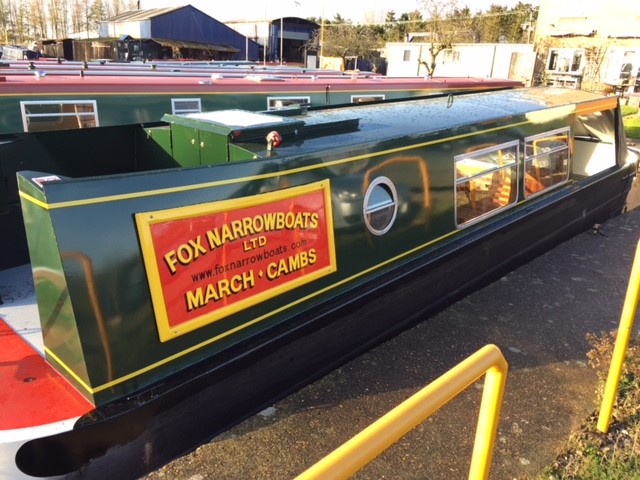 FOX NARROWBOATS
LTD
www.foxnarrowboats.com
MARCH • CAMBS